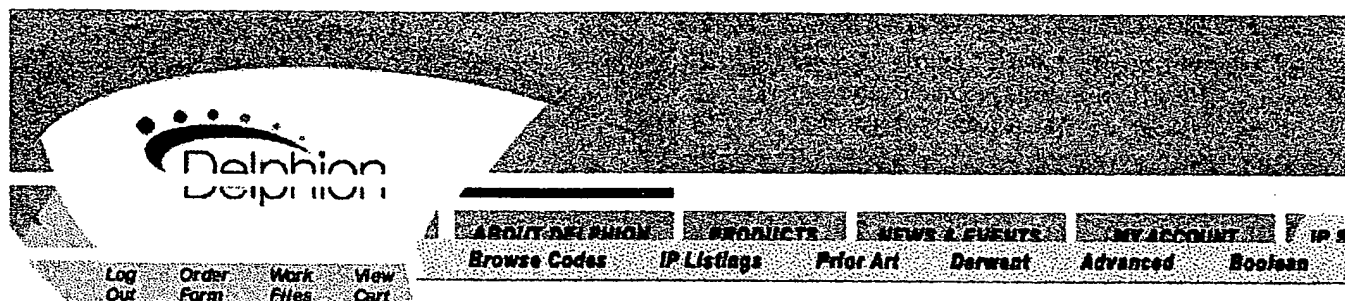 Delphion
ABOUT DELPHION PRODUCTS NEWS & EVENTS MY ACCOUNT IP
Browse Codes IP Listings Prior Art Derwent Advanced Boolean
Log Order Work View
Out Form Files Cart